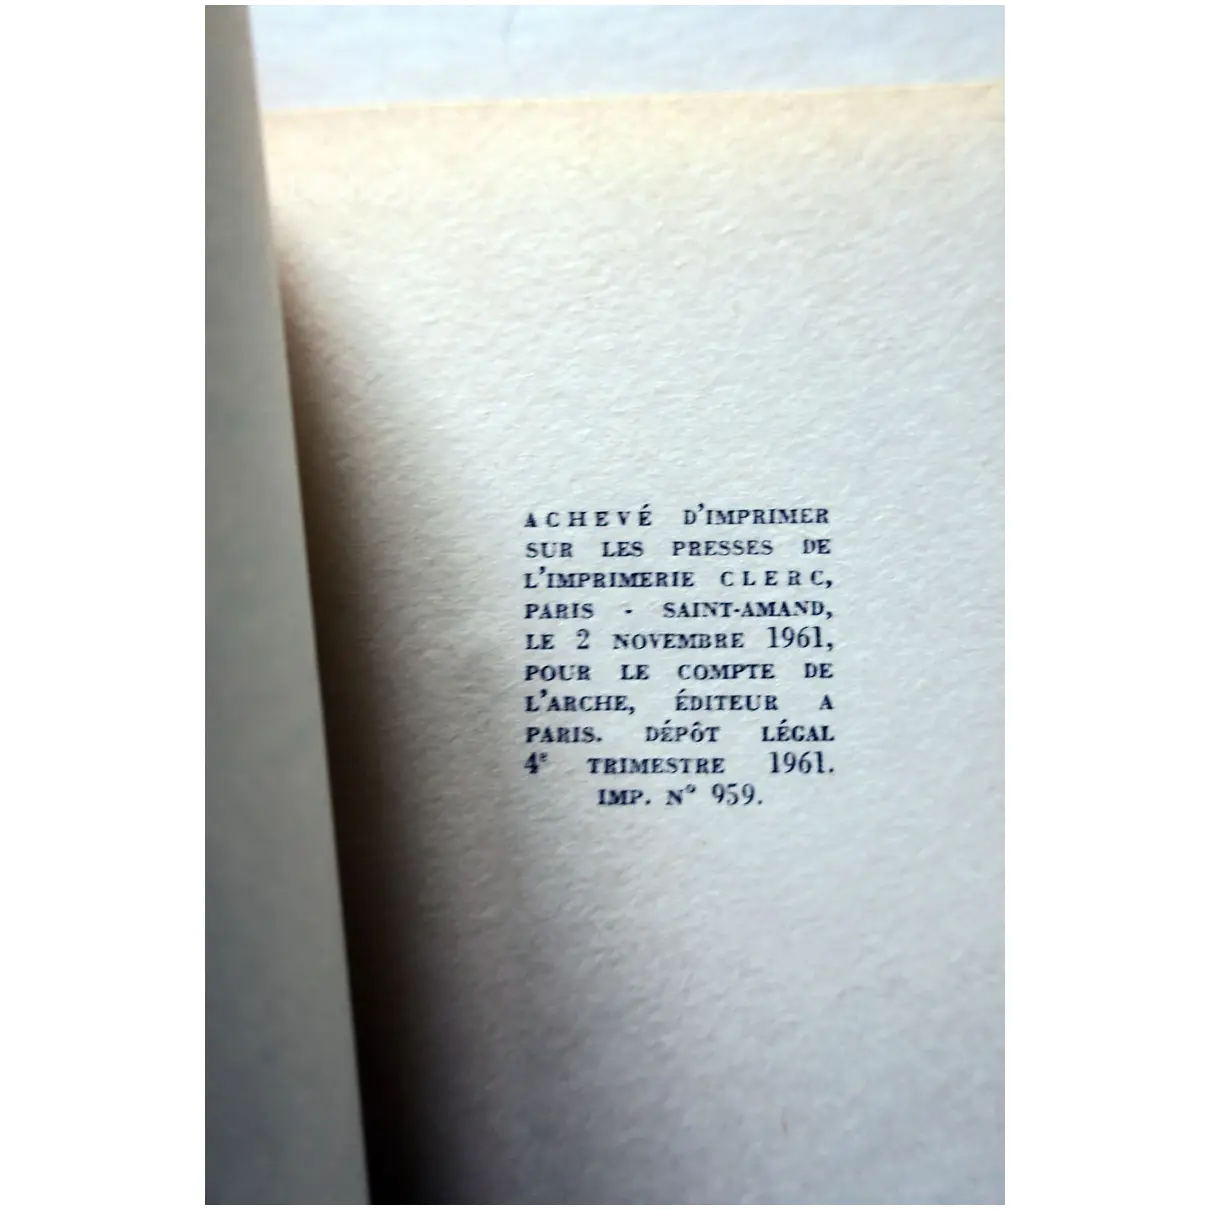 ACHEVÉ D'IMPRIMER
SUR LES PRESSES DE
L'IMPRIMERIE CLERC,
PARIS - SAINT-AMAND,
LE 2 NOVEMBRE 1961,
POUR LE COMPTE DE
L'ARCHE, ÉDITEUR A
PARIS. DÉPÔT LÉGAL
4e TRIMESTRE 1961.
IMP. N° 959.